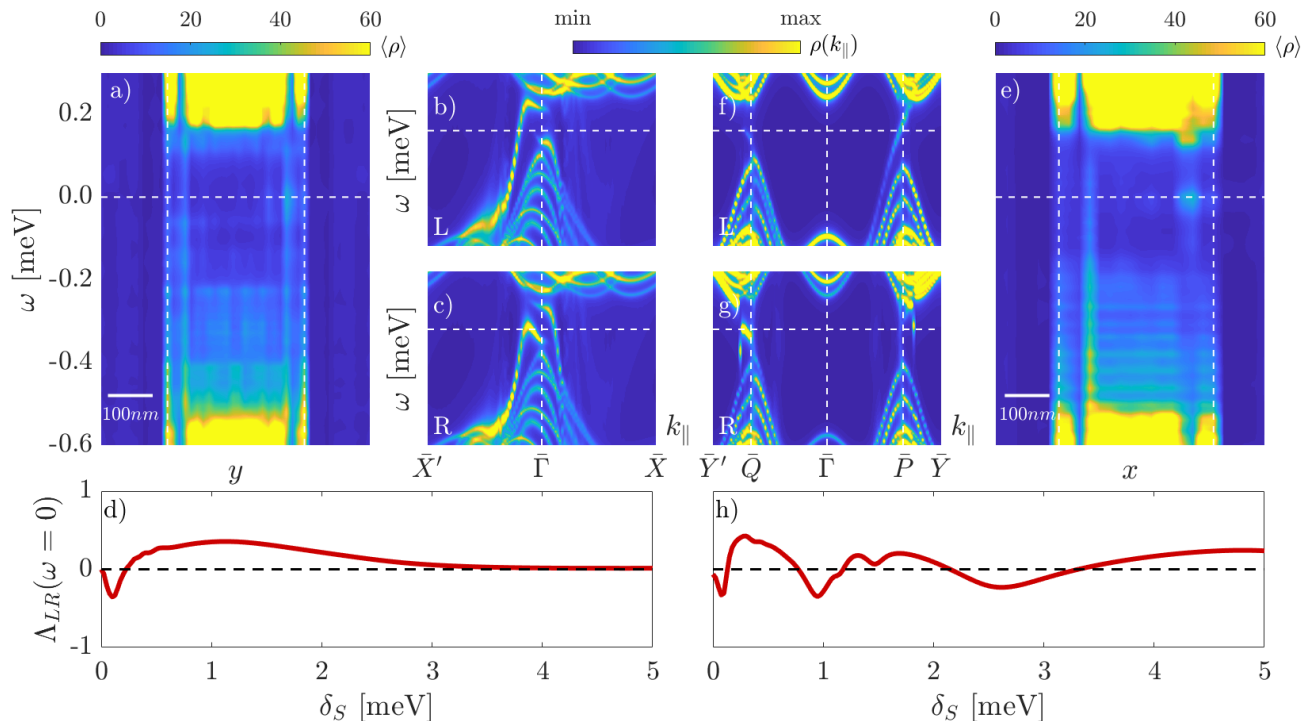 0 20 40 60 ⟨ρ⟩
min max
ρ(k∥)
0 20 40 60 ⟨ρ⟩
a)
b)
f)
e)
0.2
0.0
-0.2
-0.4
-0.6
ω [meV]
ω [meV]
ω [meV]
L
L
c)
g)
R
R
100nm
100nm
k∥
k∥
y
X̄′ Γ̄ X̄
Ȳ′ Q̄ Γ̄ P̄ Ȳ
x
d)
h)
Λ_LR(ω = 0)
1
0
-1
0 1 2 3 4 5
0 1 2 3 4 5
δ_S [meV]
δ_S [meV]